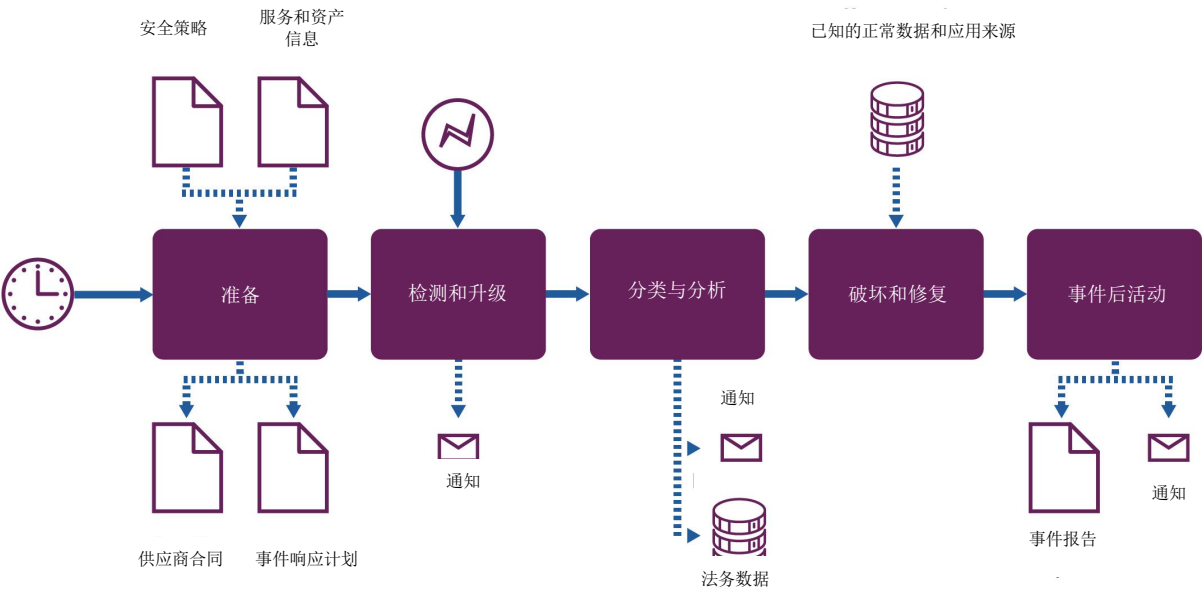 安全策略
服务和资产
信息
已知的正常数据和应用来源
准备
检测和升级
分类与分析
破坏和修复
事件后活动
通知
通知
通知
供应商合同
事件响应计划
法务数据
事件报告